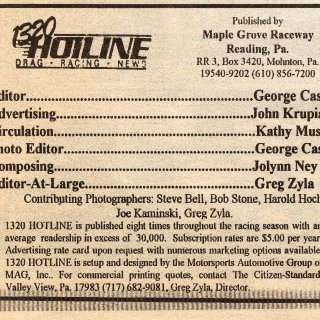 1320
HOTLINE
DRAG • RACING • NEWS
Published by
Maple Grove Raceway
Reading, Pa.
RR 3, Box 3420, Mohnton, Pa.
19540-9202 (610) 856-7200
ditor....................George Cas
dvertising....................John Krupia
irculation....................Kathy Mus
hoto Editor....................George Cas
omposing....................Jolynn Ney
ditor-At-Large....................Greg Zyla
Contributing Photographers: Steve Bell, Bob Stone, Harold Hoch
Joe Kaminski, Greg Zyla.
1320 HOTLINE is published eight times throughout the racing season with an
average readership in excess of 30,000. Subscription rates are $5.00 per year
Advertising rate card upon request with numerous marketing options available
1320 HOTLINE is setup and designed by the Motorsports Automotive Group o
MAG, Inc.. For commercial printing quotes, contact The Citizen-Standard
Valley View, Pa. 17983 (717) 682-9081, Greg Zyla, Director.